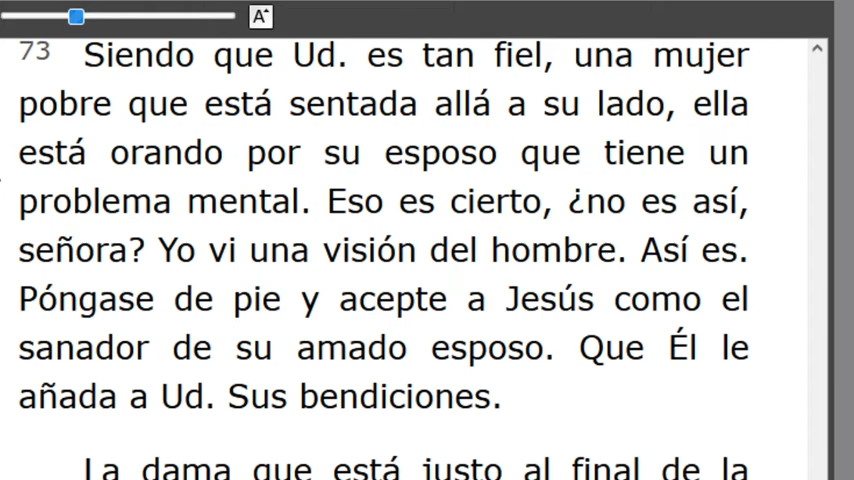 A
73 Siendo que Ud. es tan fiel, una mujer
pobre que está sentada allá a su lado, ella
está orando por su esposo que tiene un
problema mental. Eso es cierto, ¿no es así,
señora? Yo vi una visión del hombre. Así es.
Póngase de pie y acepte a Jesús como el
sanador de su amado esposo. Que Él le
añada a Ud. Sus bendiciones.
La dama que está justo al final de la